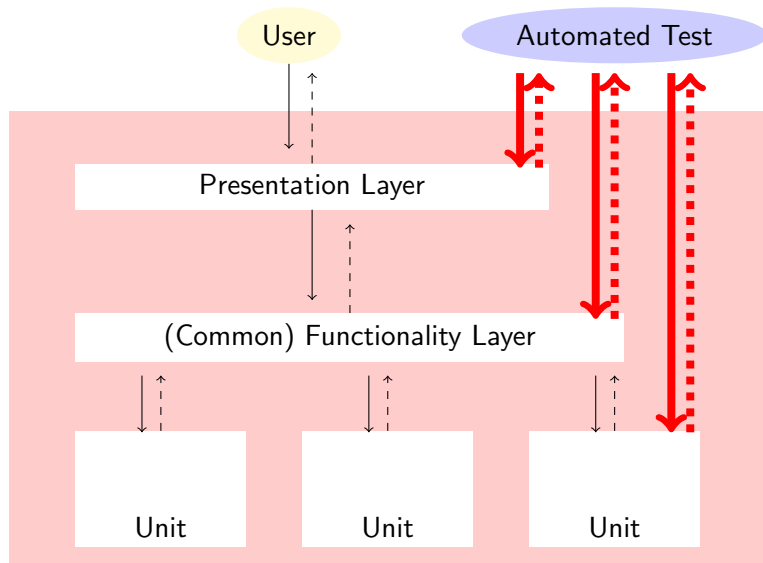 User
Automated Test
Presentation Layer
(Common) Functionality Layer
Unit
Unit
Unit